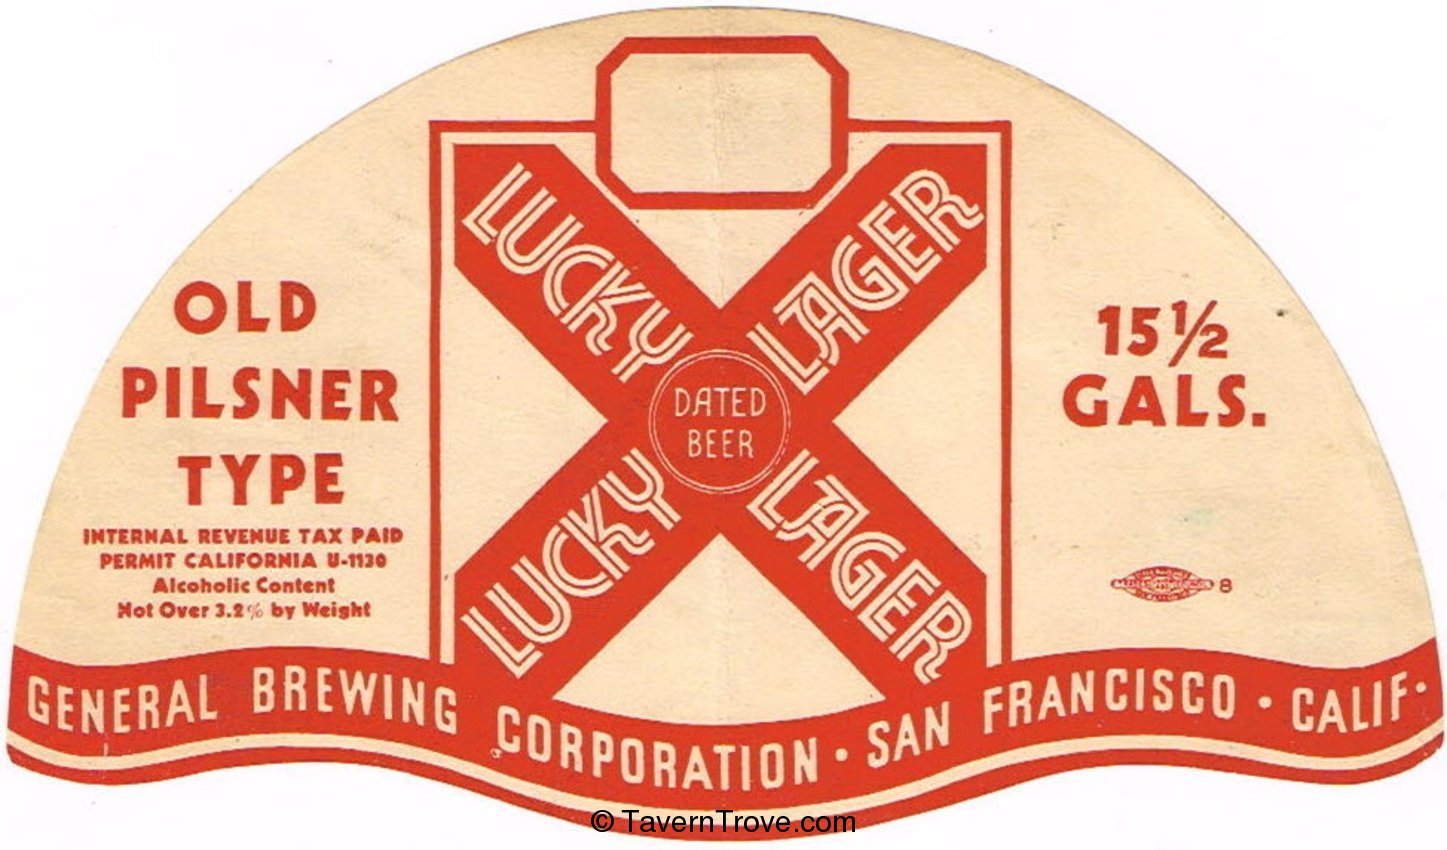 LUCKY LAGER
DATED
BEER
LUCKY LAGER
OLD
PILSNER
TYPE
INTERNAL REVENUE TAX PAID
PERMIT CALIFORNIA U-1130
Alcoholic Content
Not Over 3.2% by Weight
15½
GALS.
8
GENERAL BREWING CORPORATION · SAN FRANCISCO · CALIF·
© TavernTrove.com